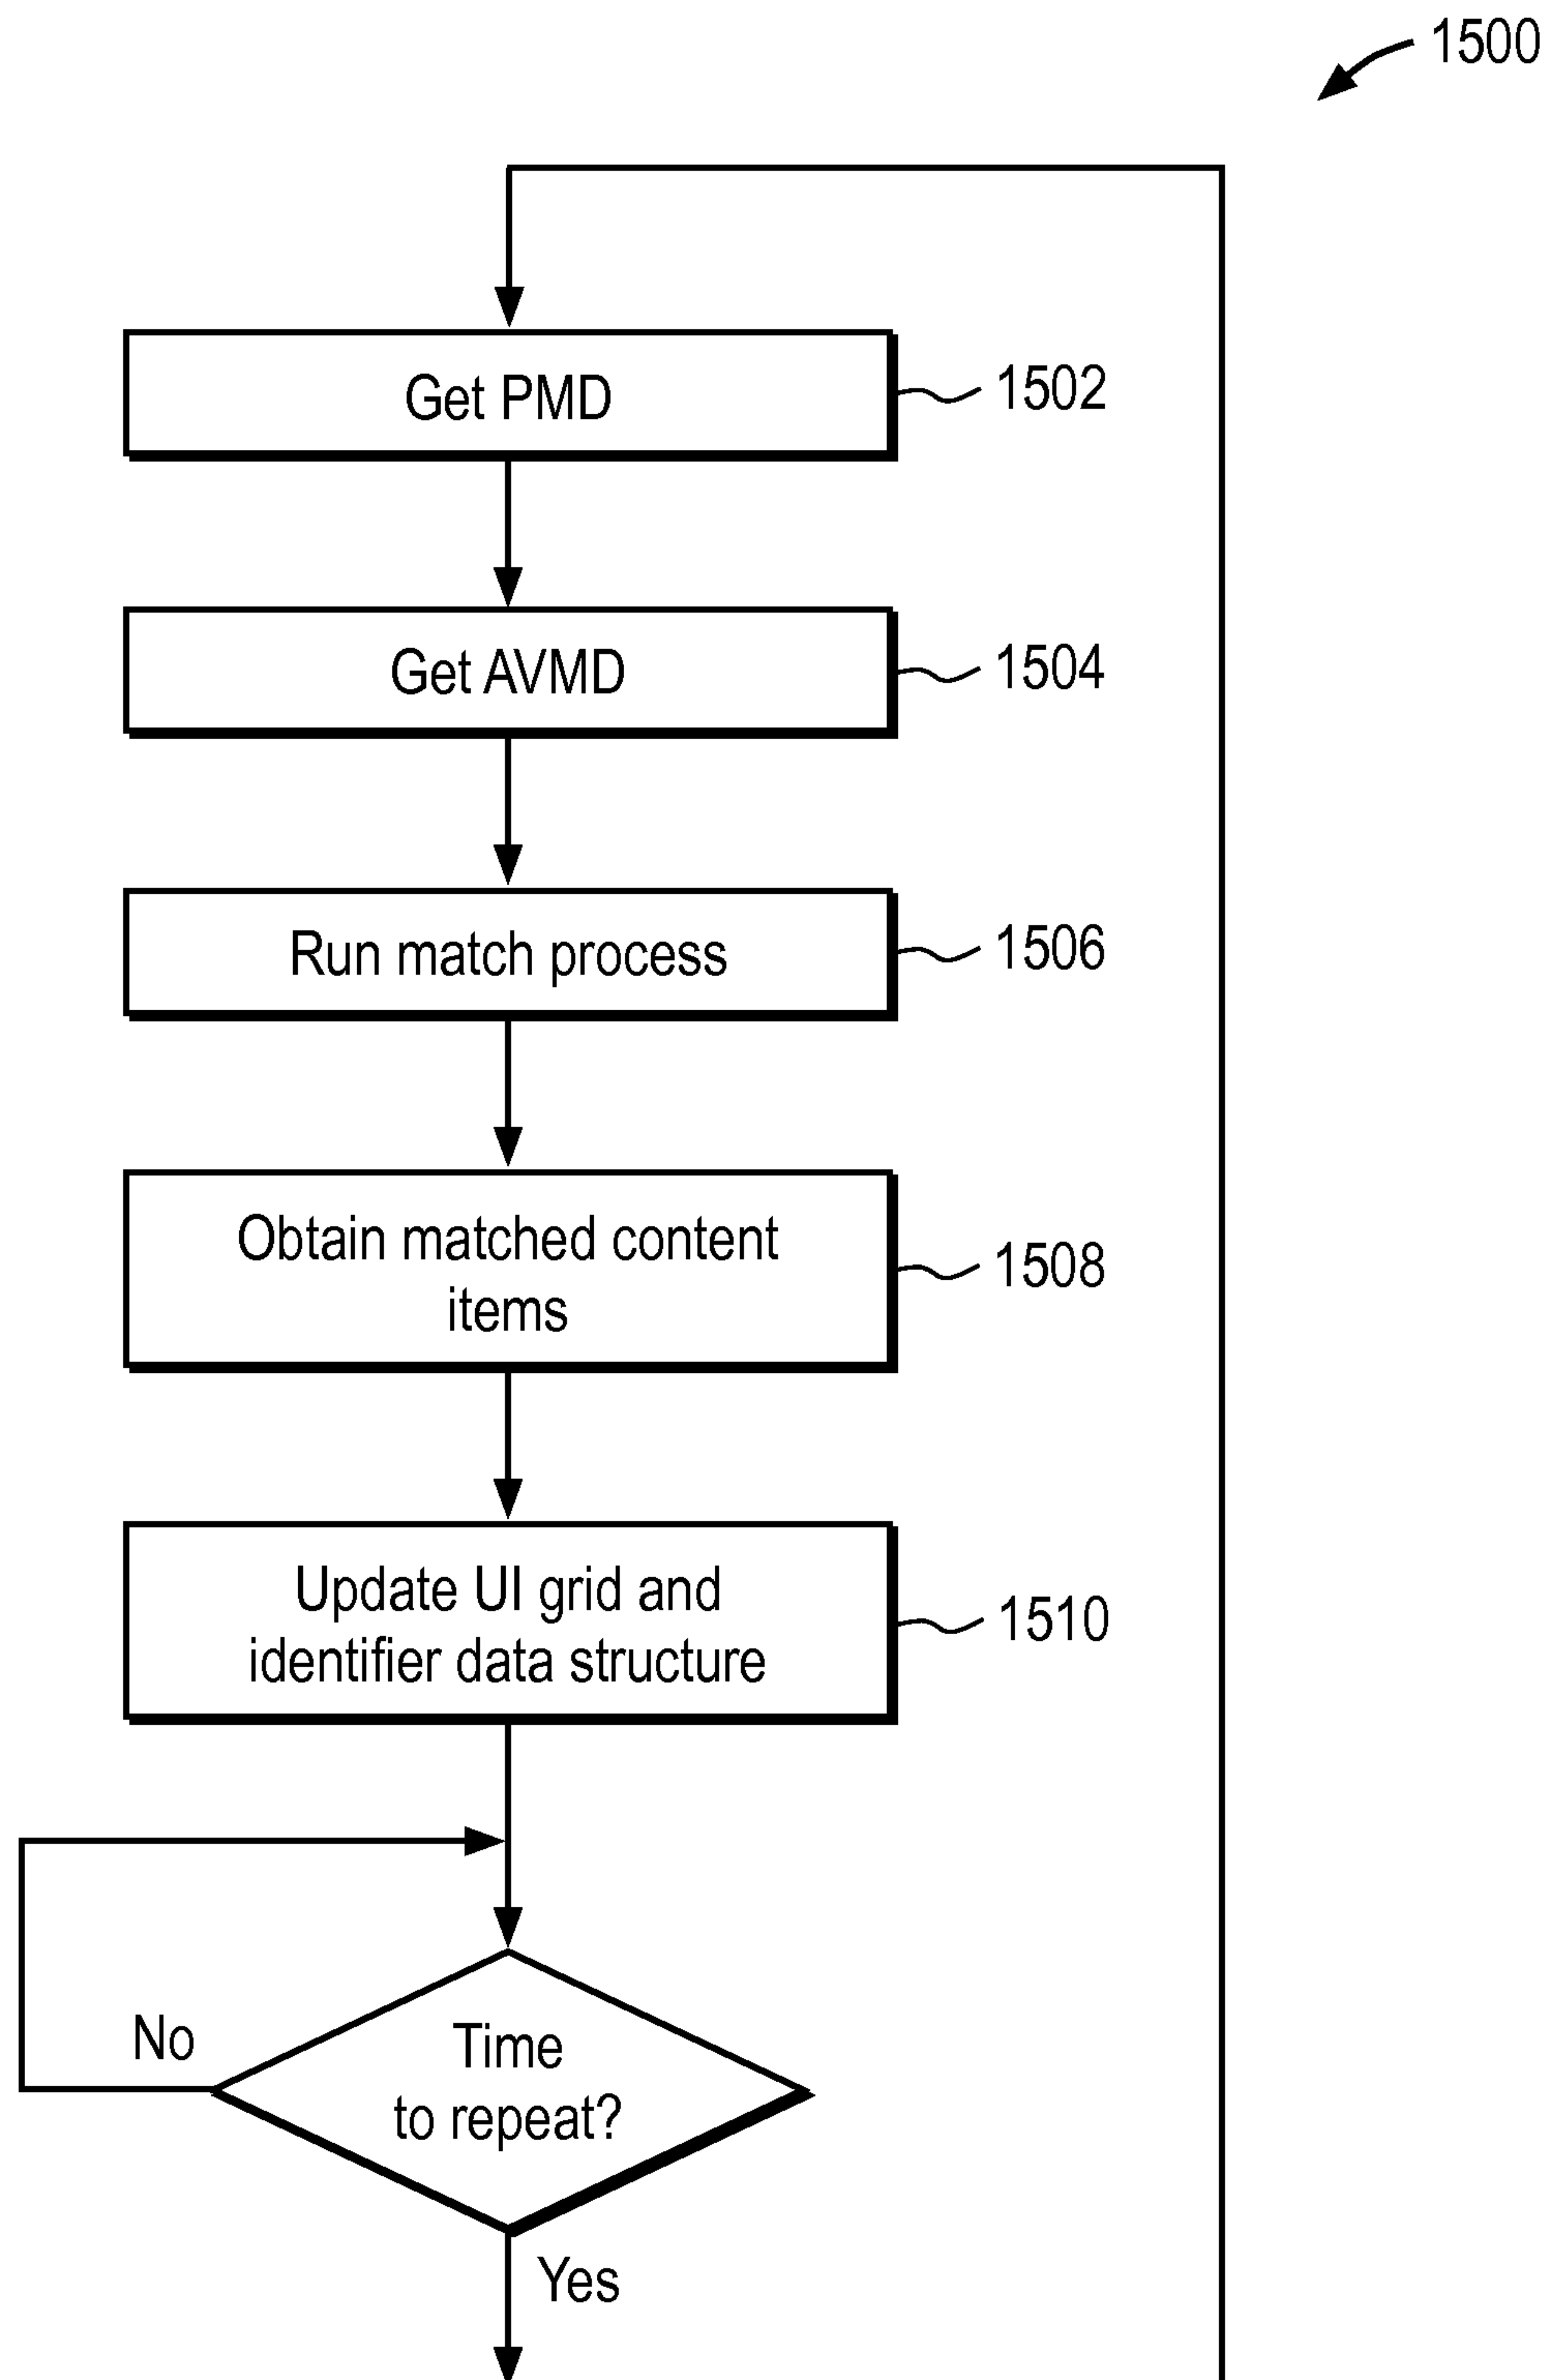 1500
Get PMD
1502
Get AVMD
1504
Run match process
1506
Obtain matched content
items
1508
Update UI grid and
identifier data structure
1510
No
Time
to repeat?
Yes